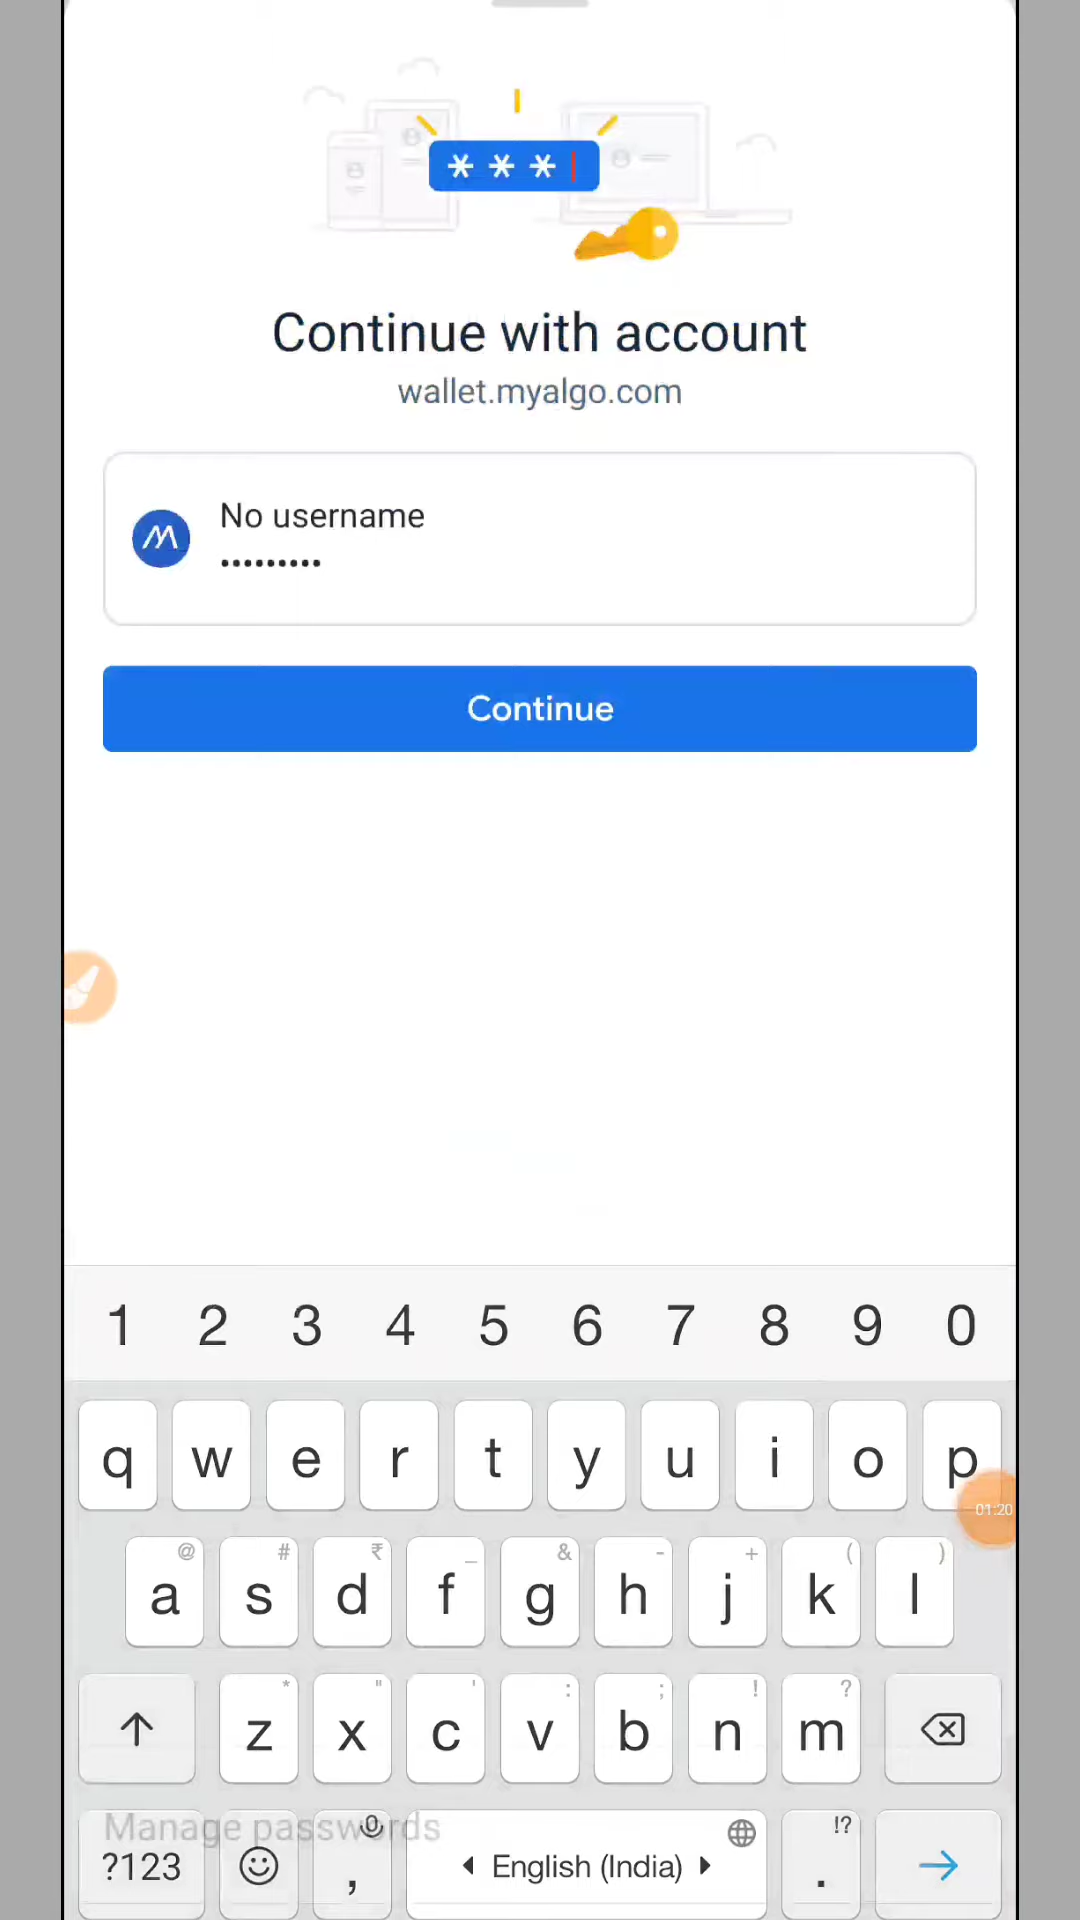 ***
Continue with account
wallet.myalgo.com
No username
•••••••••
Continue
1 2 3 4 5 6 7 8 9 0
q w e r t y u i o p
01:20
@ # ₹ _ & - + ( )
a s d f g h j k l
* " ' : ; ! ?
z x c v b n m
Manage passwords
!?
?123 , English (India) .